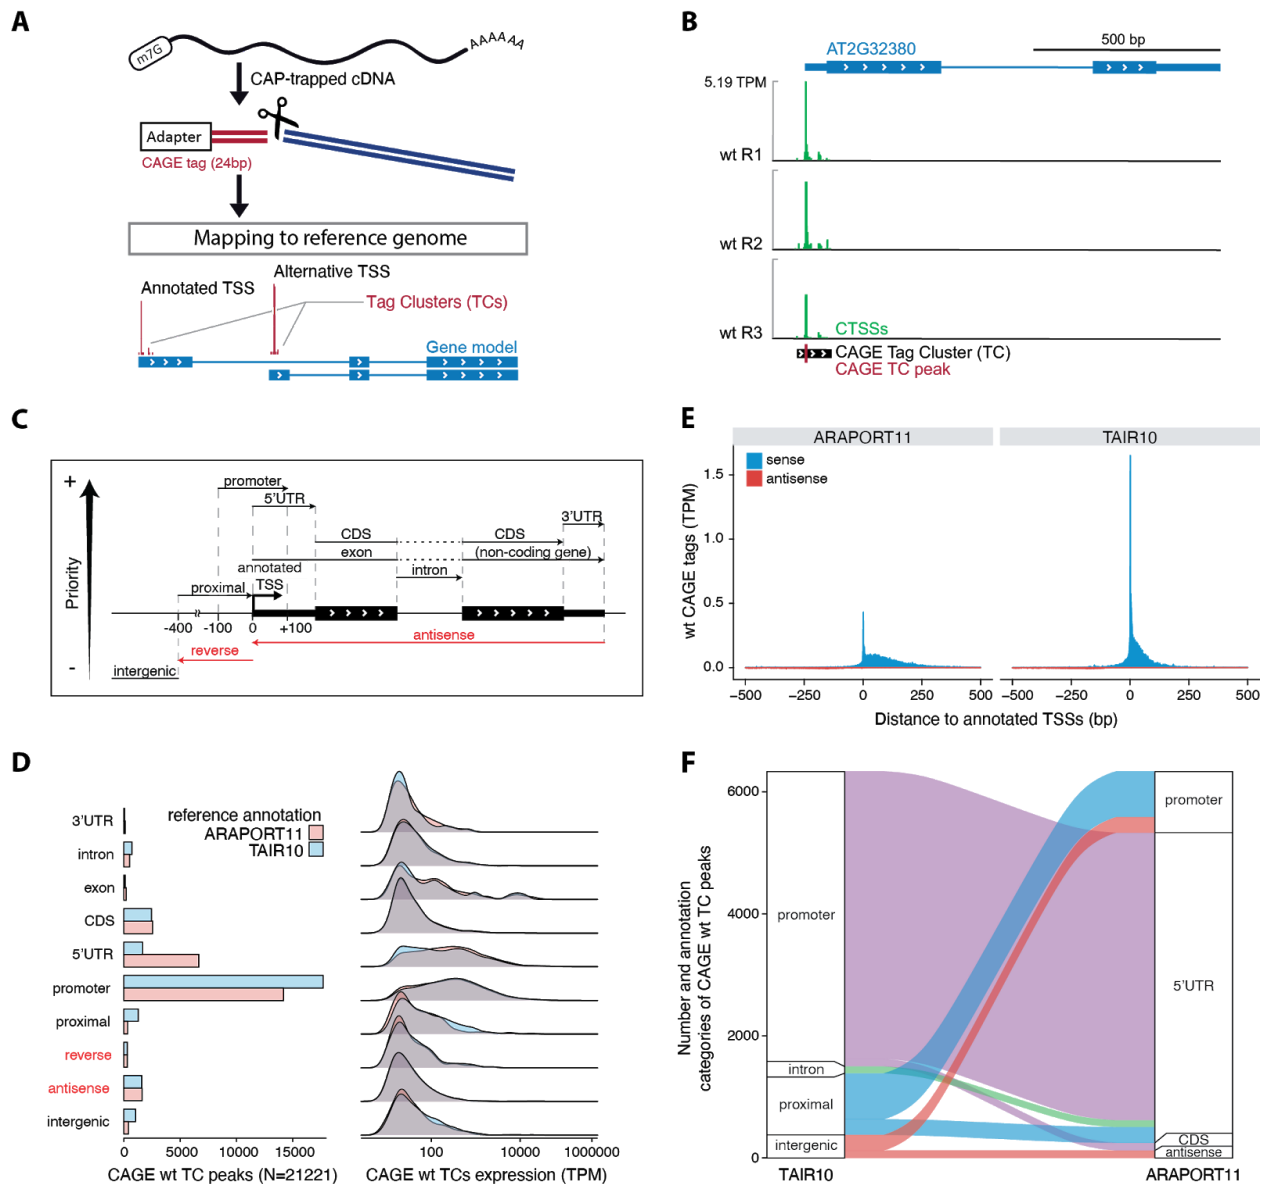 A
m7G
AAAAAA
CAP-trapped cDNA
Adapter
CAGE tag (24bp)
Mapping to reference genome
Alternative TSS
Annotated TSS
Tag Clusters (TCs)
Gene model
B
500 bp
AT2G32380
5.19 TPM
wt R1
wt R2
wt R3
CTSSs
CAGE Tag Cluster (TC)
CAGE TC peak
C
+
Priority
-
promoter
5'UTR
3'UTR
CDS
CDS
exon
(non-coding gene)
intron
annotated
TSS
proximal
-400
-100
0
+100
antisense
reverse
intergenic
E
ARAPORT11
TAIR10
sense
antisense
wt CAGE tags (TPM)
1.5
1.0
0.5
0.0
−500
−250
0
250
500
−500
−250
0
250
500
Distance to annotated TSSs (bp)
D
reference annotation
ARAPORT11
TAIR10
3'UTR
intron
exon
CDS
5'UTR
promoter
proximal
reverse
antisense
intergenic
0
5000
10000
15000
CAGE wt TC peaks (N=21221)
100
10000
1000000
CAGE wt TCs expression (TPM)
F
Number and annotation
categories of CAGE wt TC peaks
6000
4000
2000
0
promoter
intron
proximal
intergenic
TAIR10
promoter
5'UTR
CDS
antisense
ARAPORT11